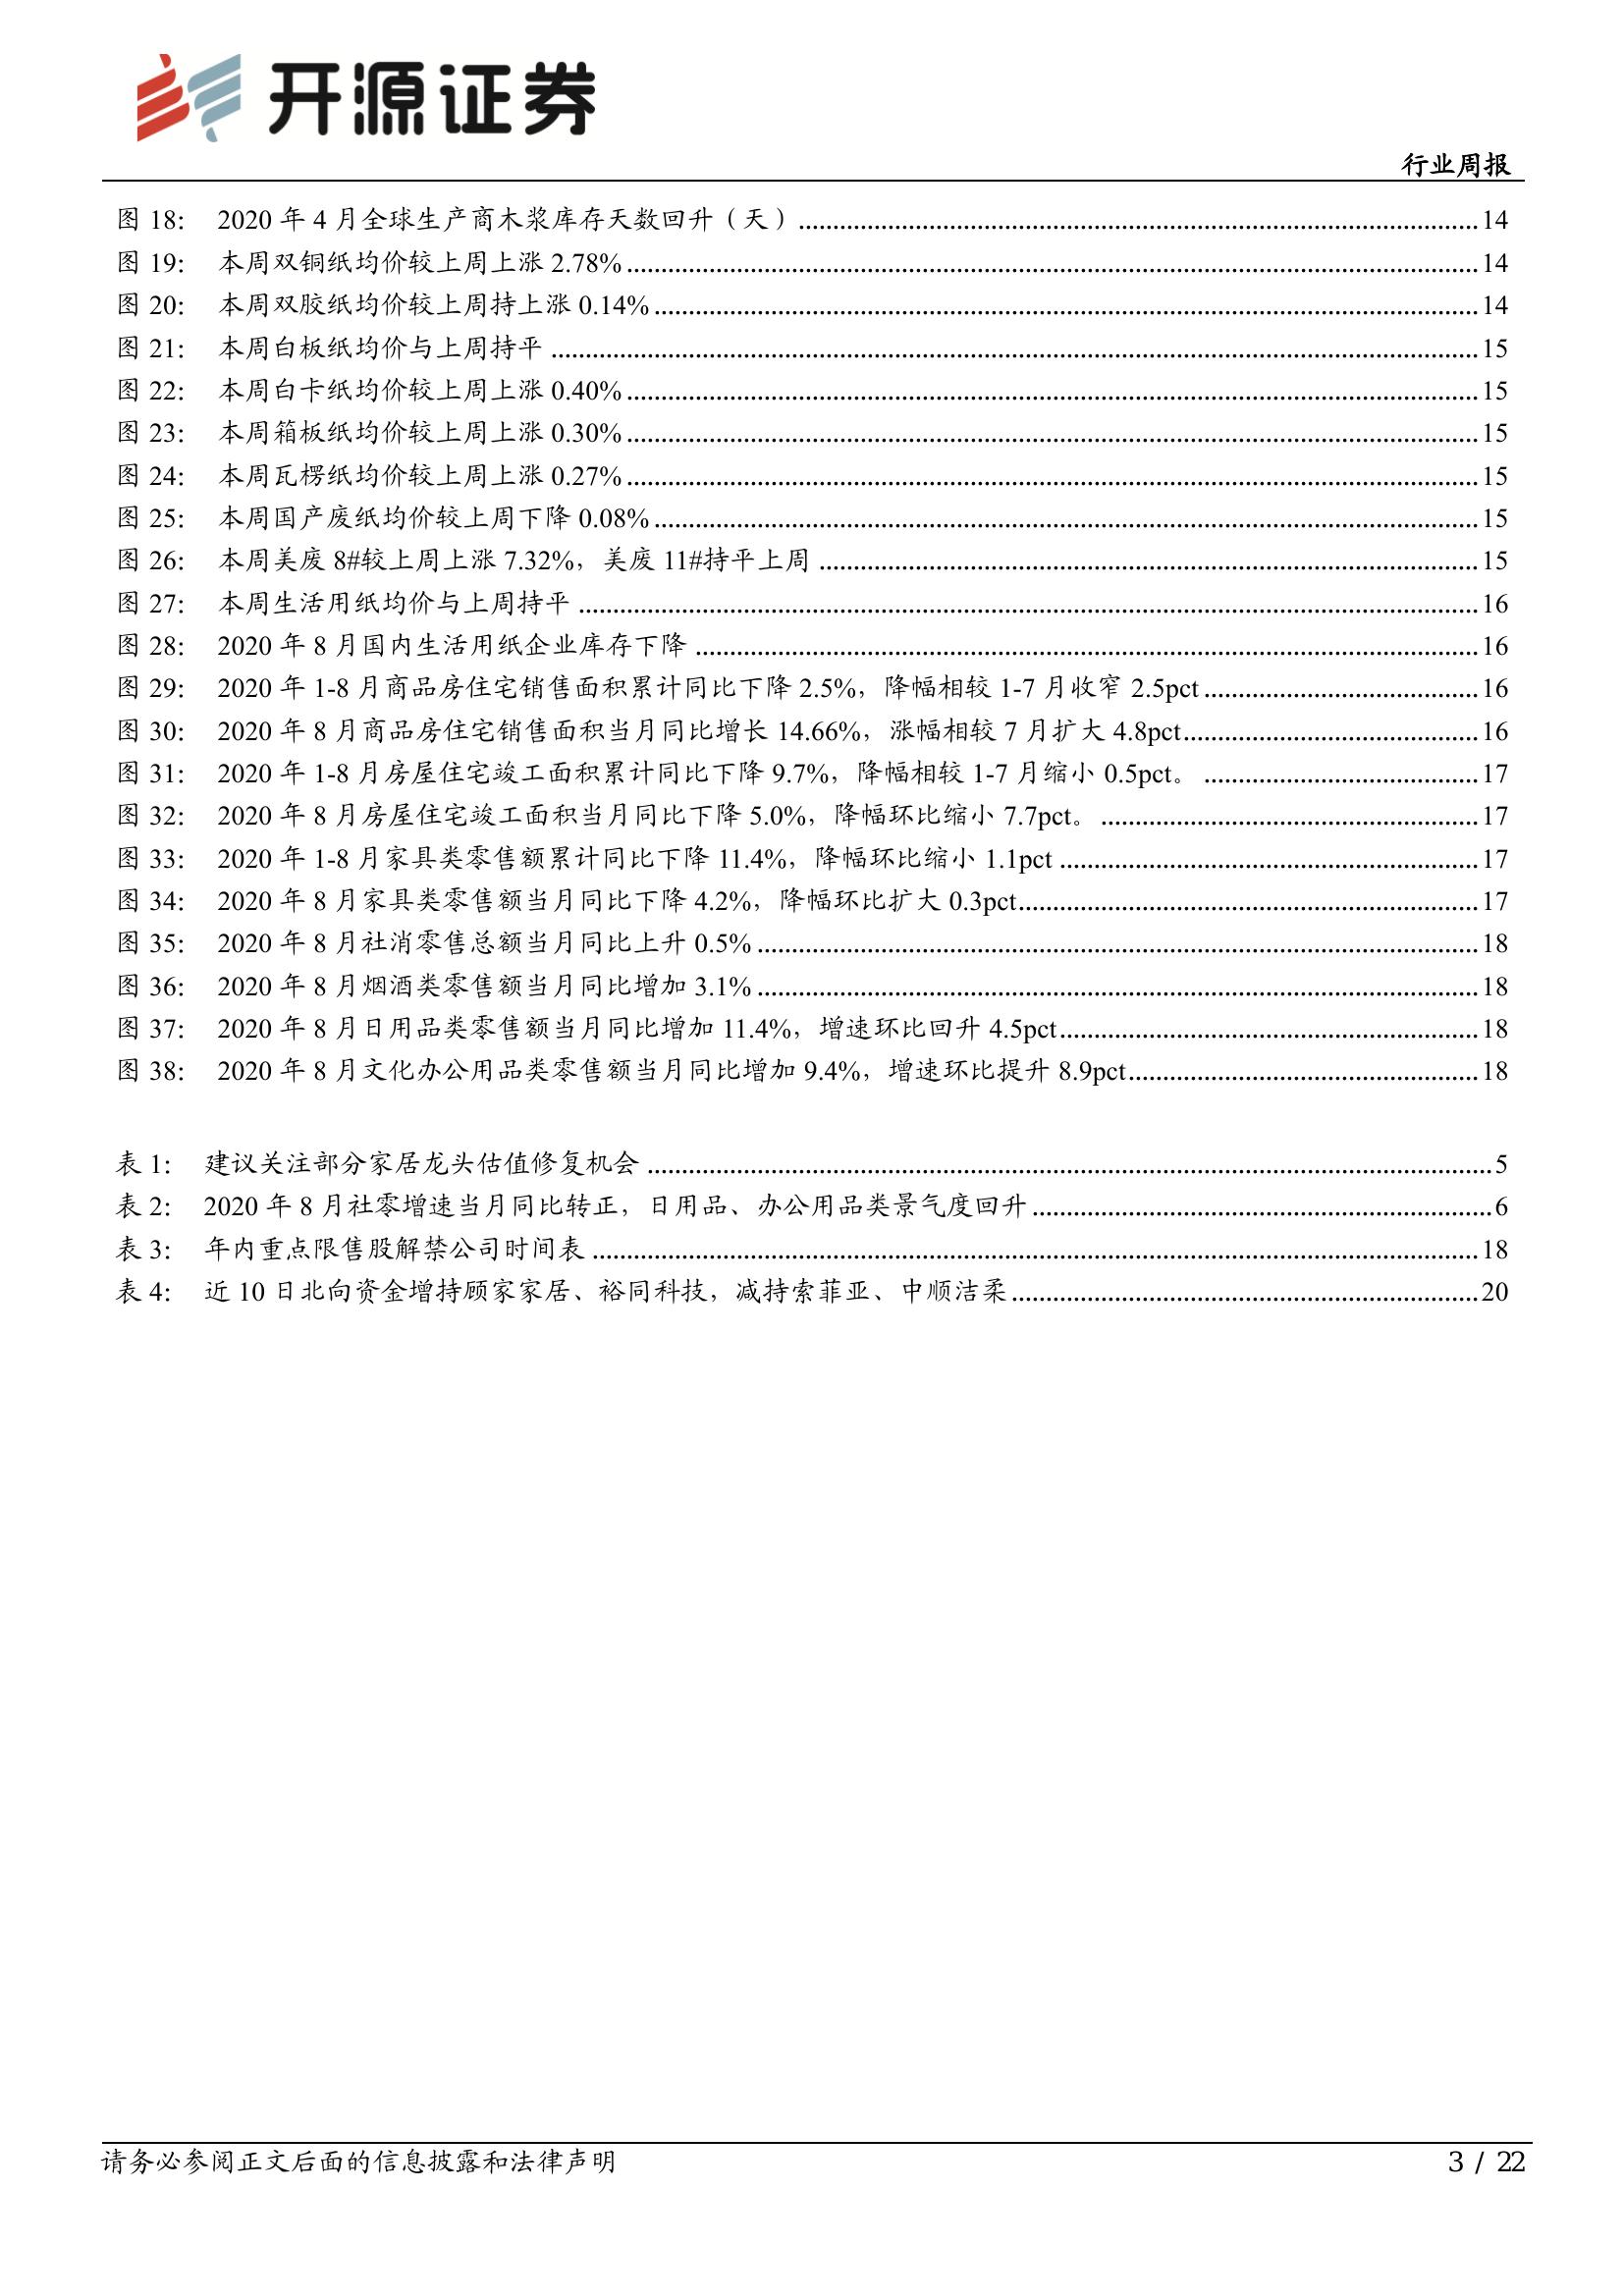 开源证券
行业周报
图 18: 2020 年 4 月全球生产商木浆库存天数回升（天）....14
图 19: 本周双铜纸均价较上周上涨 2.78%....14
图 20: 本周双胶纸均价较上周持上涨 0.14%....14
图 21: 本周白板纸均价与上周持平....15
图 22: 本周白卡纸均价较上周上涨 0.40%....15
图 23: 本周箱板纸均价较上周上涨 0.30%....15
图 24: 本周瓦楞纸均价较上周上涨 0.27%....15
图 25: 本周国产废纸均价较上周下降 0.08%....15
图 26: 本周美废 8#较上周上涨 7.32%，美废 11#持平上周....15
图 27: 本周生活用纸均价与上周持平....16
图 28: 2020 年 8 月国内生活用纸企业库存下降....16
图 29: 2020 年 1-8 月商品房住宅销售面积累计同比下降 2.5%，降幅相较 1-7 月收窄 2.5pct....16
图 30: 2020 年 8 月商品房住宅销售面积当月同比增长 14.66%，涨幅相较 7 月扩大 4.8pct....16
图 31: 2020 年 1-8 月房屋住宅竣工面积累计同比下降 9.7%，降幅相较 1-7 月缩小 0.5pct。....17
图 32: 2020 年 8 月房屋住宅竣工面积当月同比下降 5.0%，降幅环比缩小 7.7pct。....17
图 33: 2020 年 1-8 月家具类零售额累计同比下降 11.4%，降幅环比缩小 1.1pct....17
图 34: 2020 年 8 月家具类零售额当月同比下降 4.2%，降幅环比扩大 0.3pct....17
图 35: 2020 年 8 月社消零售总额当月同比上升 0.5%....18
图 36: 2020 年 8 月烟酒类零售额当月同比增加 3.1%....18
图 37: 2020 年 8 月日用品类零售额当月同比增加 11.4%，增速环比回升 4.5pct....18
图 38: 2020 年 8 月文化办公用品类零售额当月同比增加 9.4%，增速环比提升 8.9pct....18
表 1: 建议关注部分家居龙头估值修复机会....5
表 2: 2020 年 8 月社零增速当月同比转正，日用品、办公用品类景气度回升....6
表 3: 年内重点限售股解禁公司时间表....18
表 4: 近 10 日北向资金增持顾家家居、裕同科技，减持索菲亚、中顺洁柔....20
请务必参阅正文后面的信息披露和法律声明
3 / 22